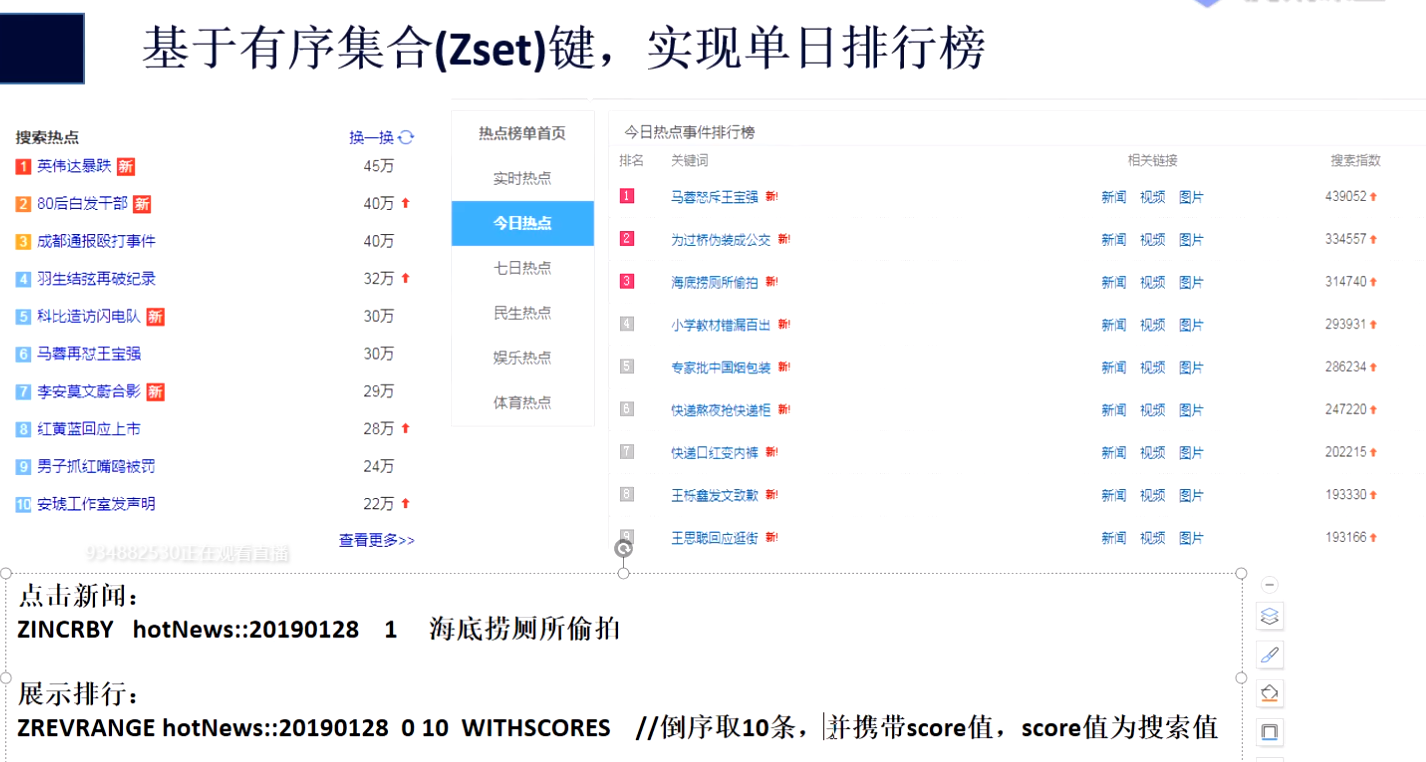 基于有序集合(Zset)键，实现单日排行榜
搜索热点 换一换
1 英伟达暴跌 新 45万
2 80后白发干部 新 40万
3 成都通报殴打事件 40万
4 羽生结弦再破纪录 32万
5 科比造访闪电队 新 30万
6 马蓉再怼王宝强 30万
7 李安莫文蔚合影 新 29万
8 红黄蓝回应上市 28万
9 男子抓红嘴鸥被罚 24万
10 安琥工作室发声明 22万
查看更多>>
934882530正在观看直播
热点榜单首页
实时热点
今日热点
七日热点
民生热点
娱乐热点
体育热点
今日热点事件排行榜
排名 关键词 相关链接 搜索指数
1 马蓉怒斥王宝强 新! 新闻 视频 图片 439052
2 为过桥伪装成公交 新! 新闻 视频 图片 334557
3 海底捞厕所偷拍 新! 新闻 视频 图片 314740
4 小学教材错漏百出 新! 新闻 视频 图片 293931
5 专家批中国烟包装 新! 新闻 视频 图片 286234
6 快递熬夜抢快递柜 新! 新闻 视频 图片 247220
7 快递口红变内裤 新! 新闻 视频 图片 202215
8 王栎鑫发文致歉 新! 新闻 视频 图片 193330
9 王思聪回应逛街 新! 新闻 视频 图片 193166
点击新闻：
ZINCRBY hotNews::20190128 1 海底捞厕所偷拍
展示排行：
ZREVRANGE hotNews::20190128 0 10 WITHSCORES //倒序取10条，并携带score值，score值为搜索值